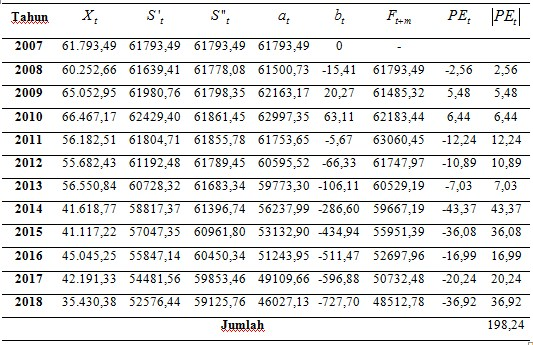 Tahun X_t S'_t S"_t a_t b_t F_{t+m} PE_t |PE_t|
2007 61.793,49 61793,49 61793,49 61793,49 0 -
2008 60.252,66 61639,41 61778,08 61500,73 -15,41 61793,49 -2,56 2,56
2009 65.052,95 61980,76 61798,35 62163,17 20,27 61485,32 5,48 5,48
2010 66.467,17 62429,40 61861,45 62997,35 63,11 62183,44 6,44 6,44
2011 56.182,51 61804,71 61855,78 61753,65 -5,67 63060,45 -12,24 12,24
2012 55.682,43 61192,48 61789,45 60595,52 -66,33 61747,97 -10,89 10,89
2013 56.550,84 60728,32 61683,34 59773,30 -106,11 60529,19 -7,03 7,03
2014 41.618,77 58817,37 61396,74 56237,99 -286,60 59667,19 -43,37 43,37
2015 41.117,22 57047,35 60961,80 53132,90 -434,94 55951,39 -36,08 36,08
2016 45.045,25 55847,14 60450,34 51243,95 -511,47 52697,96 -16,99 16,99
2017 42.191,33 54481,56 59853,46 49109,66 -596,88 50732,48 -20,24 20,24
2018 35.430,38 52576,44 59125,76 46027,13 -727,70 48512,78 -36,92 36,92
Jumlah 198,24